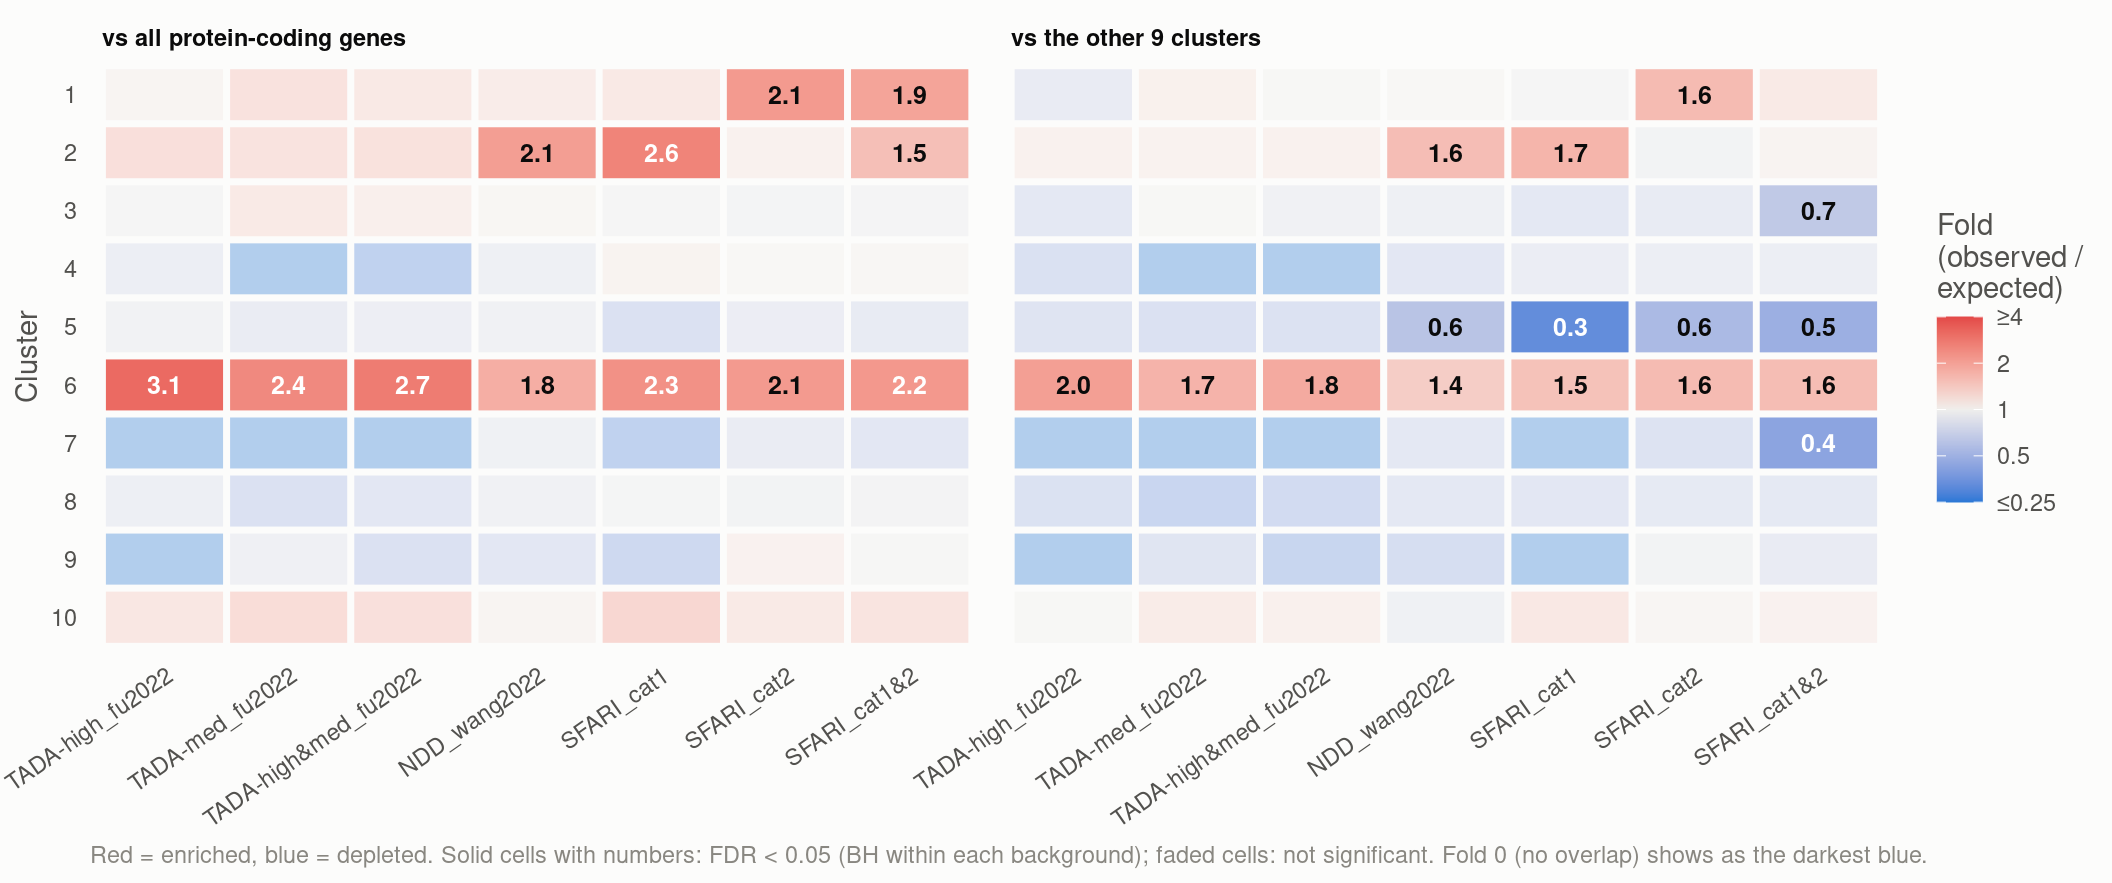 vs all protein-coding genes
vs the other 9 clusters
1 2.1 1.9 1.6
2 2.1 2.6 1.5 1.6 1.7
3 0.7
4
5 0.6 0.3 0.6 0.5
6 3.1 2.4 2.7 1.8 2.3 2.1 2.2 2.0 1.7 1.8 1.4 1.5 1.6 1.6
7 0.4
8
9
10
Cluster
TADA-high_fu2022
TADA-med_fu2022
TADA-high&med_fu2022
NDD_wang2022
SFARI_cat1
SFARI_cat2
SFARI_cat1&2
TADA-high_fu2022
TADA-med_fu2022
TADA-high&med_fu2022
NDD_wang2022
SFARI_cat1
SFARI_cat2
SFARI_cat1&2
Fold
(observed /
expected)
≥4
2
1
0.5
≤0.25
Red = enriched, blue = depleted. Solid cells with numbers: FDR < 0.05 (BH within each background); faded cells: not significant. Fold 0 (no overlap) shows as the darkest blue.